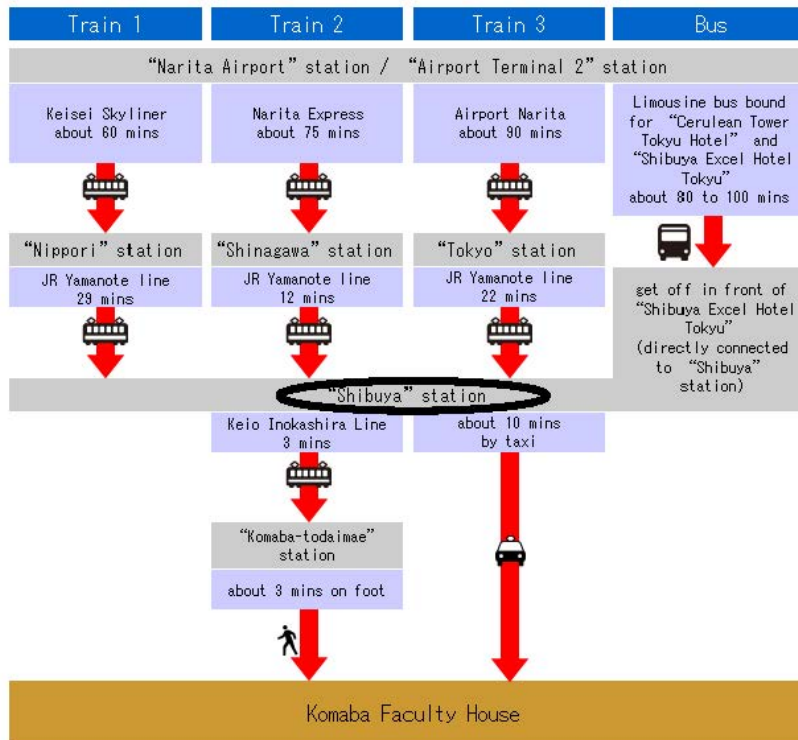 Train 1
Train 2
Train 3
Bus
“Narita Airport” station / “Airport Terminal 2” station
Keisei Skyliner
about 60 mins
Narita Express
about 75 mins
Airport Narita
about 90 mins
Limousine bus bound
for “Cerulean Tower
Tokyu Hotel” and
“Shibuya Excel Hotel
Tokyu”
about 80 to 100 mins
“Nippori” station
“Shinagawa” station
“Tokyo” station
JR Yamanote line
29 mins
JR Yamanote line
12 mins
JR Yamanote line
22 mins
get off in front of
“Shibuya Excel Hotel
Tokyu”
(directly connected
to “Shibuya”
station)
“Shibuya” station
Keio Inokashira Line
3 mins
about 10 mins
by taxi
“Komaba-todaimae”
station
about 3 mins on foot
Komaba Faculty House